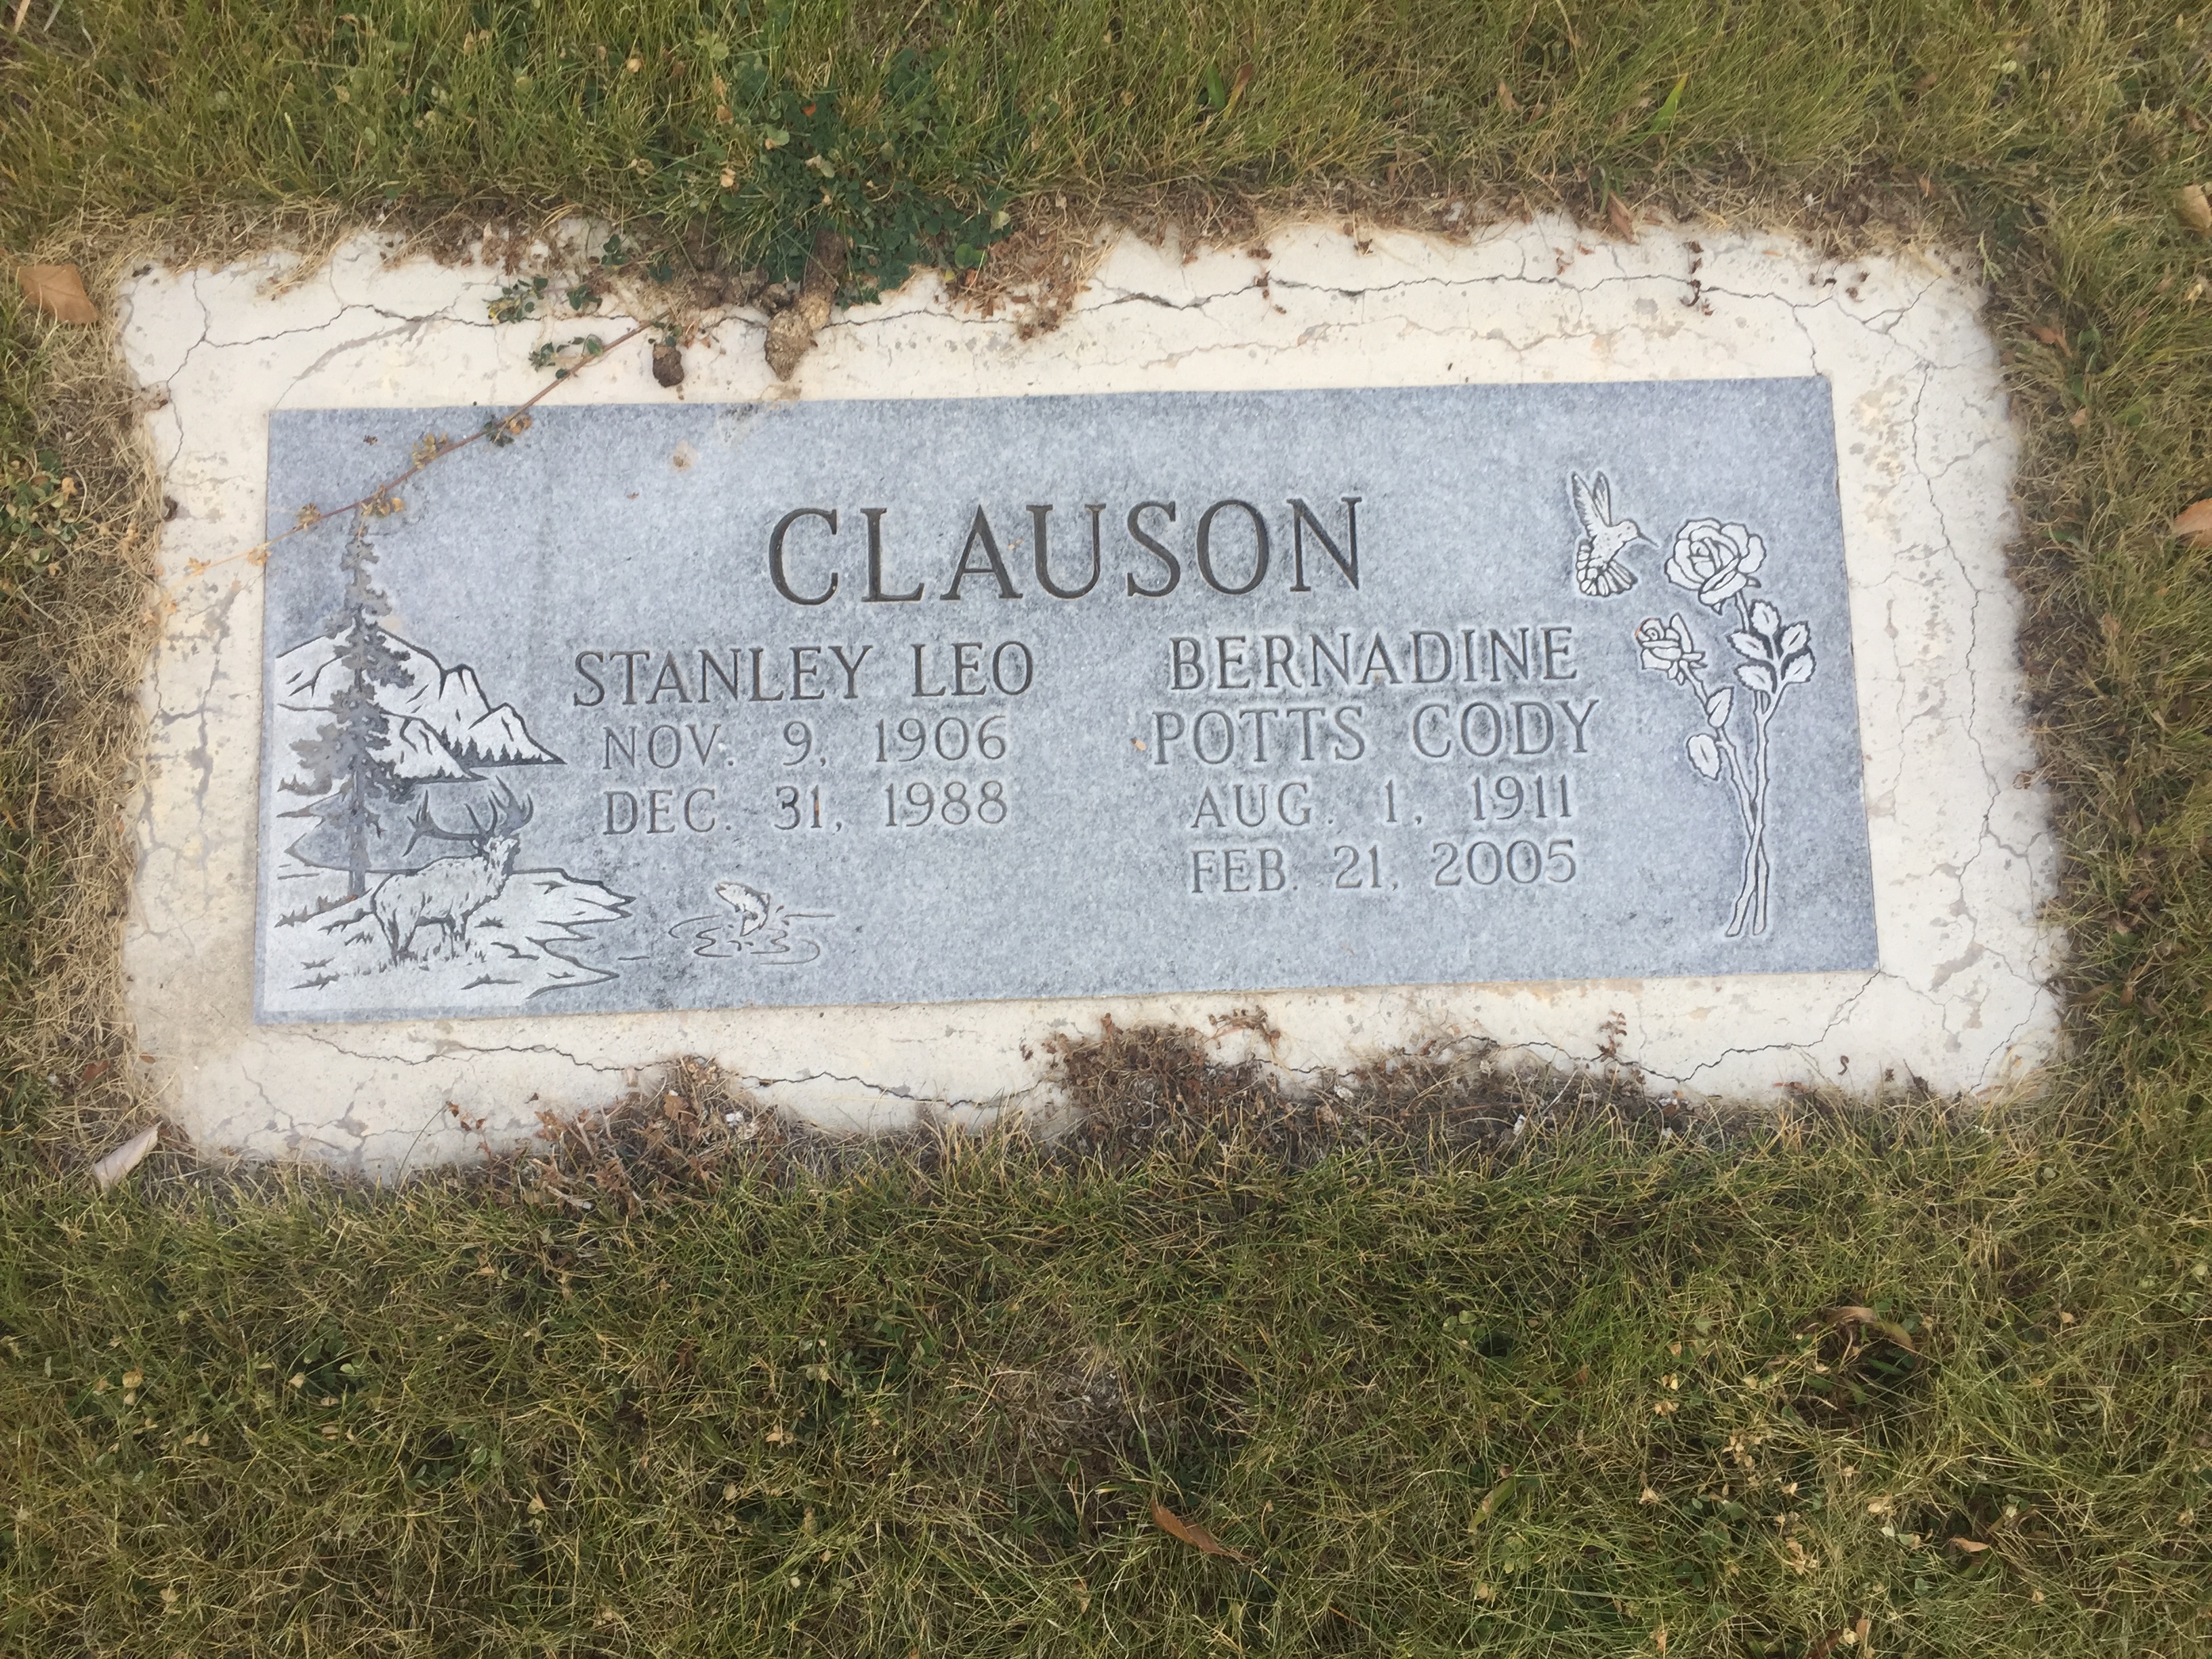 CLAUSON
STANLEY LEO
NOV. 9, 1906
DEC. 31, 1988
BERNADINE
POTTS CODY
AUG. 1, 1911
FEB. 21, 2005